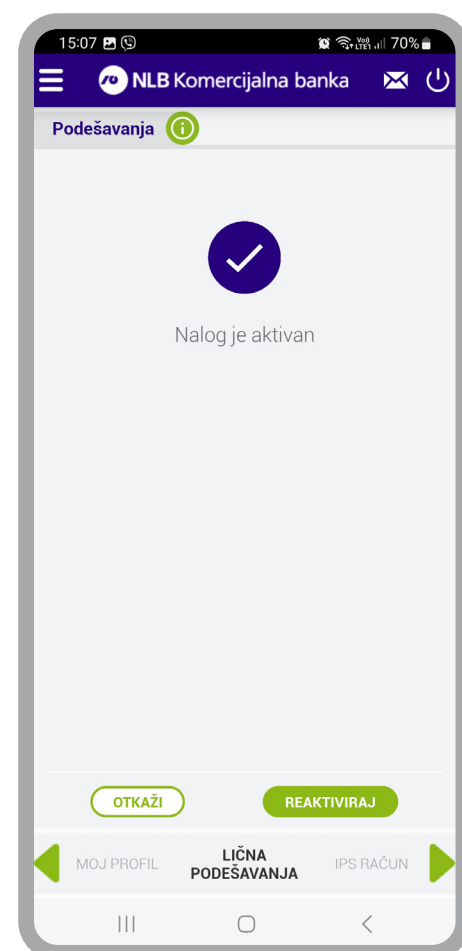 15:07 70%
NLB Komercijalna banka
Podešavanja
Nalog je aktivan
OTKAŽI REAKTIVIRAJ
MOJ PROFIL LIČNA PODEŠAVANJA IPS RAČUN